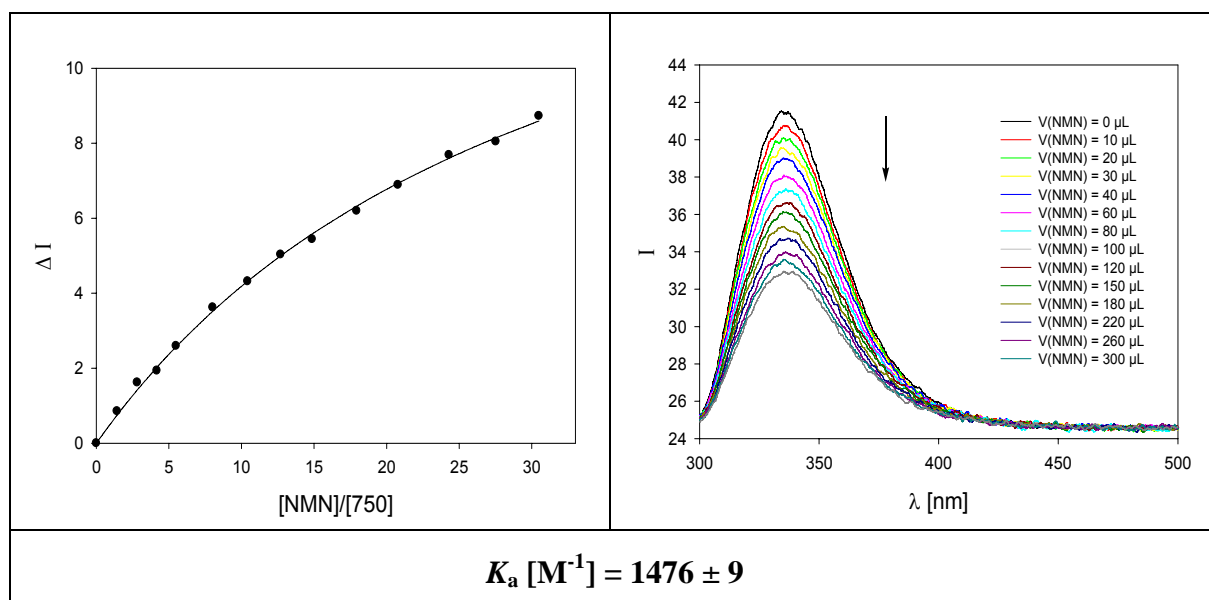 10
8
6
4
2
0
Δ I
0 5 10 15 20 25 30
[NMN]/[750]
44
42
40
38
36
34
32
30
28
26
24
I
300 350 400 450 500
λ [nm]
V(NMN) = 0 µL
V(NMN) = 10 µL
V(NMN) = 20 µL
V(NMN) = 30 µL
V(NMN) = 40 µL
V(NMN) = 60 µL
V(NMN) = 80 µL
V(NMN) = 100 µL
V(NMN) = 120 µL
V(NMN) = 150 µL
V(NMN) = 180 µL
V(NMN) = 220 µL
V(NMN) = 260 µL
V(NMN) = 300 µL
Kₐ [M⁻¹] = 1476 ± 9